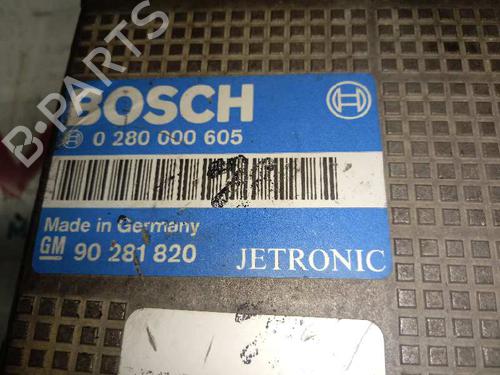 B-PARTS
BOSCH
0 280 000 605
Made in Germany
GM 90 281 820 JETRONIC